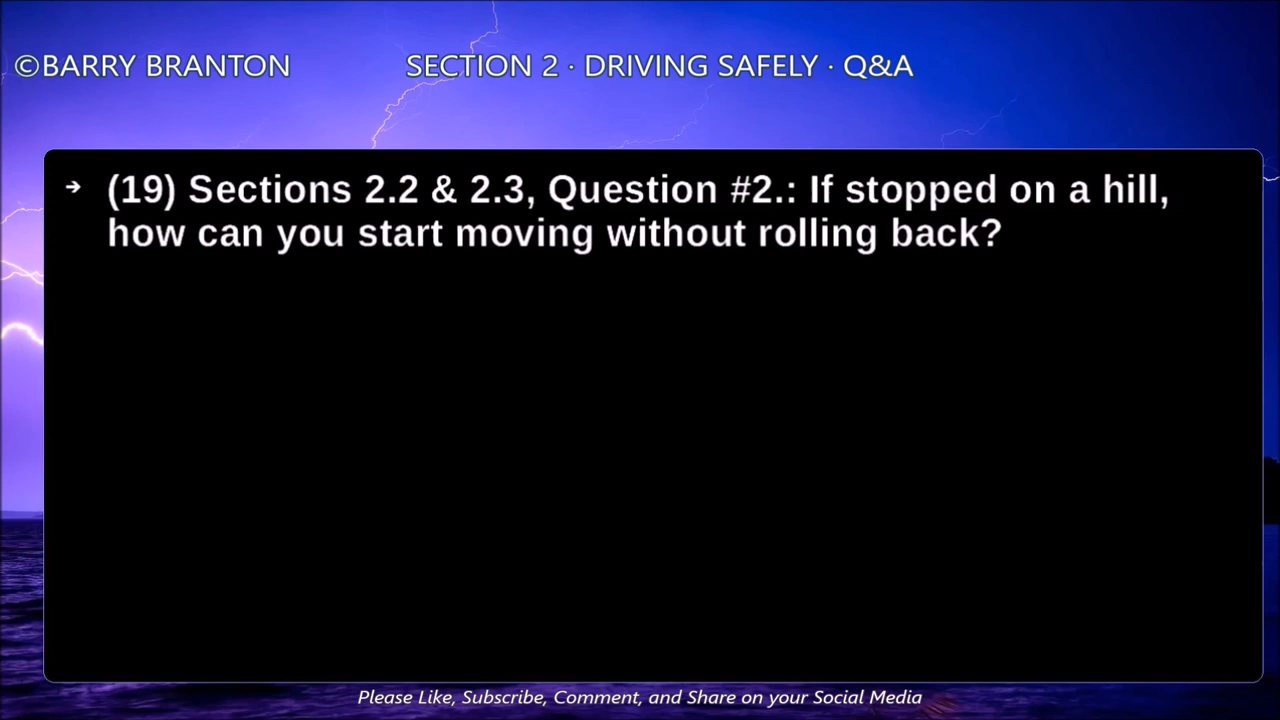 ©BARRY BRANTON
SECTION 2 · DRIVING SAFELY · Q&A
➔ (19) Sections 2.2 & 2.3, Question #2.: If stopped on a hill,
how can you start moving without rolling back?
Please Like, Subscribe, Comment, and Share on your Social Media